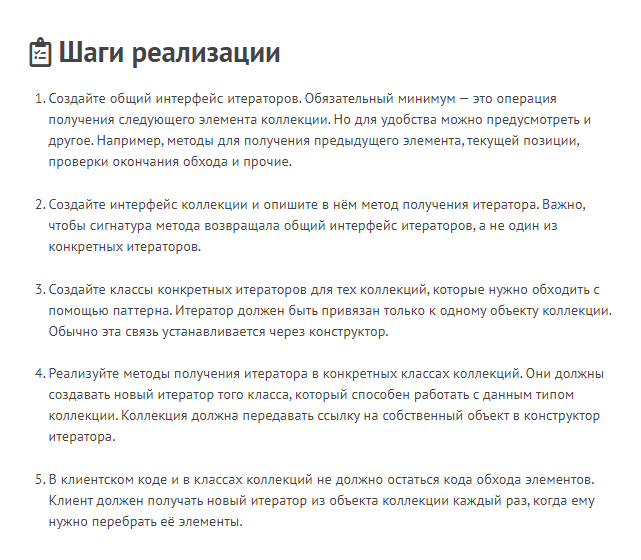 Шаги реализации
1. Создайте общий интерфейс итераторов. Обязательный минимум — это операция
получения следующего элемента коллекции. Но для удобства можно предусмотреть и
другое. Например, методы для получения предыдущего элемента, текущей позиции,
проверки окончания обхода и прочие.
2. Создайте интерфейс коллекции и опишите в нём метод получения итератора. Важно,
чтобы сигнатура метода возвращала общий интерфейс итераторов, а не один из
конкретных итераторов.
3. Создайте классы конкретных итераторов для тех коллекций, которые нужно обходить с
помощью паттерна. Итератор должен быть привязан только к одному объекту коллекции.
Обычно эта связь устанавливается через конструктор.
4. Реализуйте методы получения итератора в конкретных классах коллекций. Они должны
создавать новый итератор того класса, который способен работать с данным типом
коллекции. Коллекция должна передавать ссылку на собственный объект в конструктор
итератора.
5. В клиентском коде и в классах коллекций не должно остаться кода обхода элементов.
Клиент должен получать новый итератор из объекта коллекции каждый раз, когда ему
нужно перебрать её элементы.